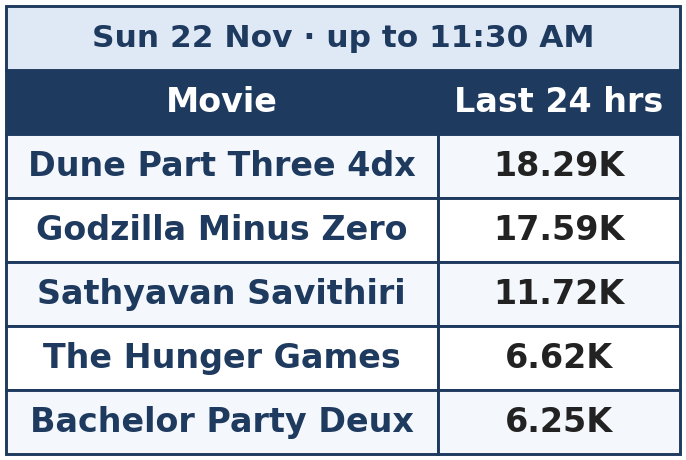 Sun 22 Nov · up to 11:30 AM
Movie Last 24 hrs
Dune Part Three 4dx 18.29K
Godzilla Minus Zero 17.59K
Sathyavan Savithiri 11.72K
The Hunger Games 6.62K
Bachelor Party Deux 6.25K